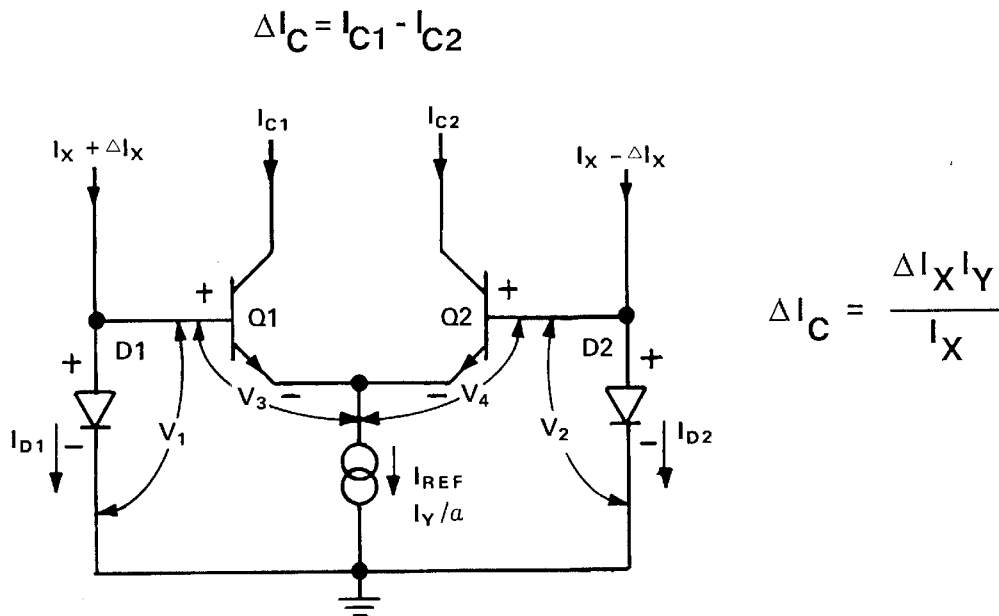 ΔI_C = I_C1 - I_C2
I_C1
I_C2
I_X + ΔI_X
I_X - ΔI_X
+
Q1
Q2
+
ΔI_C = ΔI_X I_Y / I_X
D1
D2
+
+
V_3
-
-
V_4
I_D1
-
V_1
V_2
-
I_D2
I_REF
I_Y/a